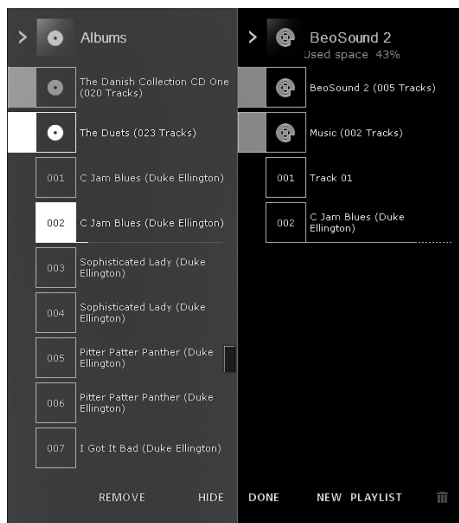 Albums
The Danish Collection CD One
(020 Tracks)
The Duets (023 Tracks)
001 C Jam Blues (Duke Ellington)
002 C Jam Blues (Duke Ellington)
003 Sophisticated Lady (Duke
Ellington)
004 Sophisticated Lady (Duke
Ellington)
005 Pitter Patter Panther (Duke
Ellington)
006 Pitter Patter Panther (Duke
Ellington)
007 I Got It Bad (Duke Ellington)
REMOVE HIDE
BeoSound 2
Used space 43%
BeoSound 2 (005 Tracks)
Music (002 Tracks)
001 Track 01
002 C Jam Blues (Duke
Ellington)
DONE NEW PLAYLIST